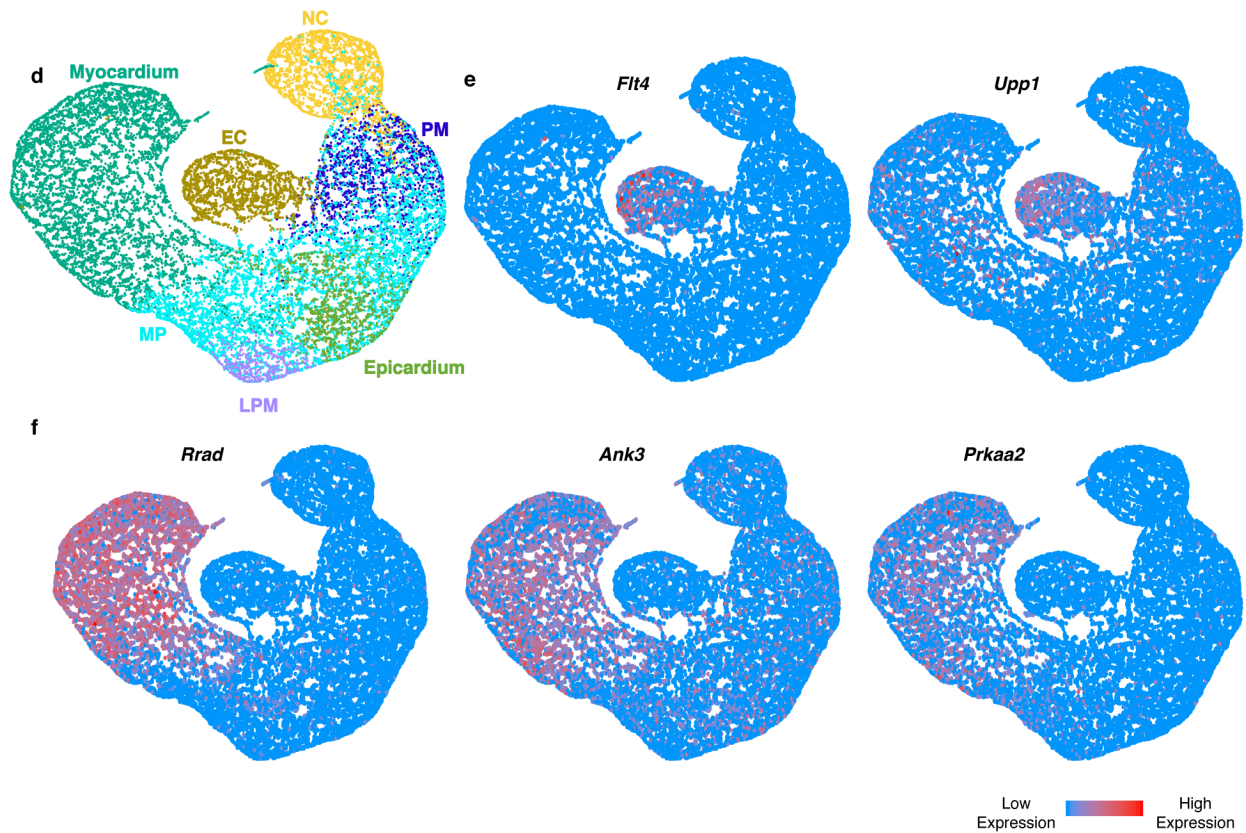 NC
d
Myocardium
e
Flt4
Upp1
EC
PM
MP
Epicardium
LPM
f
Rrad
Ank3
Prkaa2
Low
Expression
High
Expression